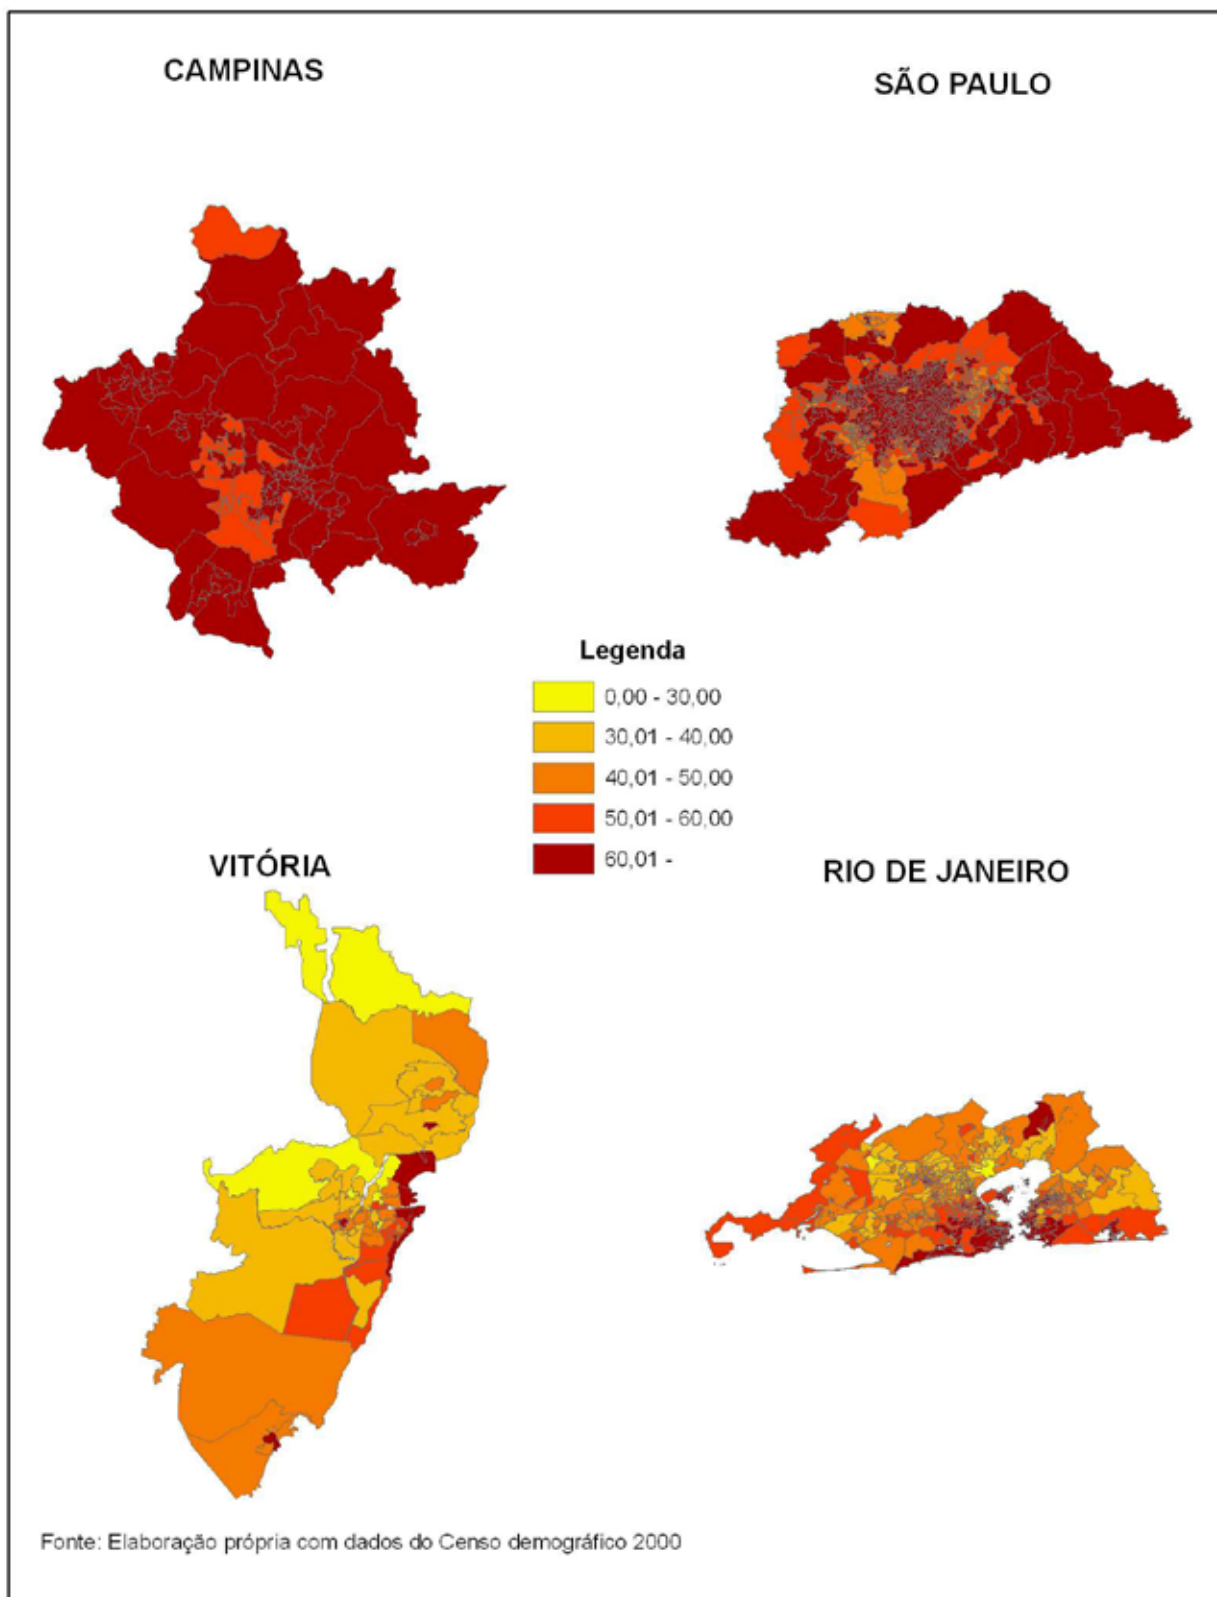 CAMPINAS
SÃO PAULO
Legenda
0,00 - 30,00
30,01 - 40,00
40,01 - 50,00
50,01 - 60,00
60,01 -
VITÓRIA
RIO DE JANEIRO
Fonte: Elaboração própria com dados do Censo demográfico 2000